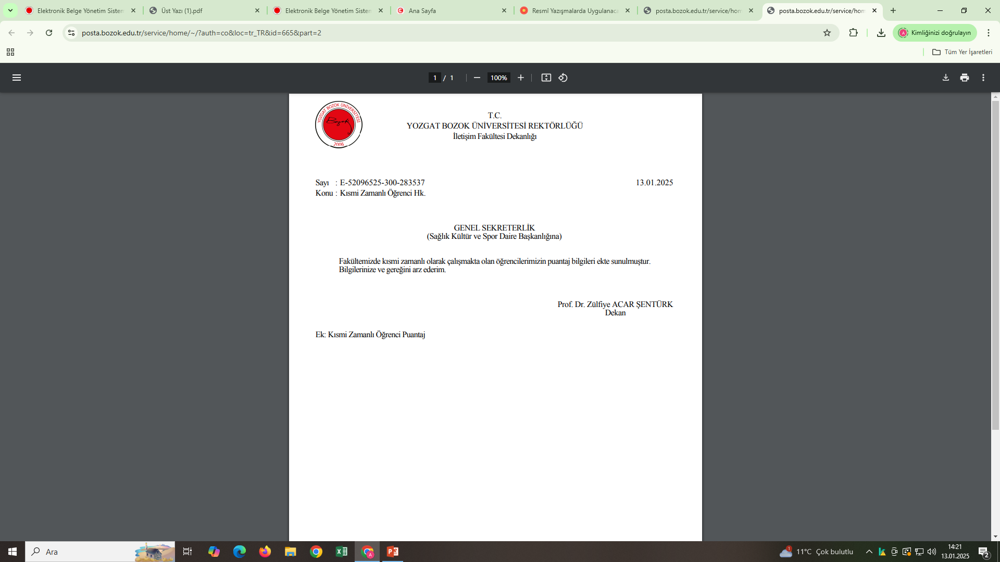 Elektronik Belge Yönetim Sistem
Üst Yazı (1).pdf
Elektronik Belge Yönetim Sistem
Ana Sayfa
Resmî Yazışmalarda Uygulanaca
posta.bozok.edu.tr/service/hom
posta.bozok.edu.tr/service/hom
posta.bozok.edu.tr/service/home/~/?auth=co&loc=tr_TR&id=665&part=2
A
Kimliğinizi doğrulayın
Tüm Yer İşaretleri
1 / 1
100%
YOZGAT BOZOK ÜNİVERSİTESİ
Bozok
2006
T.C.
YOZGAT BOZOK ÜNİVERSİTESİ REKTÖRLÜĞÜ
İletişim Fakültesi Dekanlığı
Sayı : E-52096525-300-283537
13.01.2025
Konu : Kısmi Zamanlı Öğrenci Hk.
GENEL SEKRETERLİK
(Sağlık Kültür ve Spor Daire Başkanlığına)
Fakültemizde kısmi zamanlı olarak çalışmakta olan öğrencilerimizin puantaj bilgileri ekte sunulmuştur.
Bilgilerinize ve gereğini arz ederim.
Prof. Dr. Zülfiye ACAR ŞENTÜRK
Dekan
Ek: Kısmi Zamanlı Öğrenci Puantaj
Ara
1
11°C Çok bulutlu
14:21
13.01.2025
2